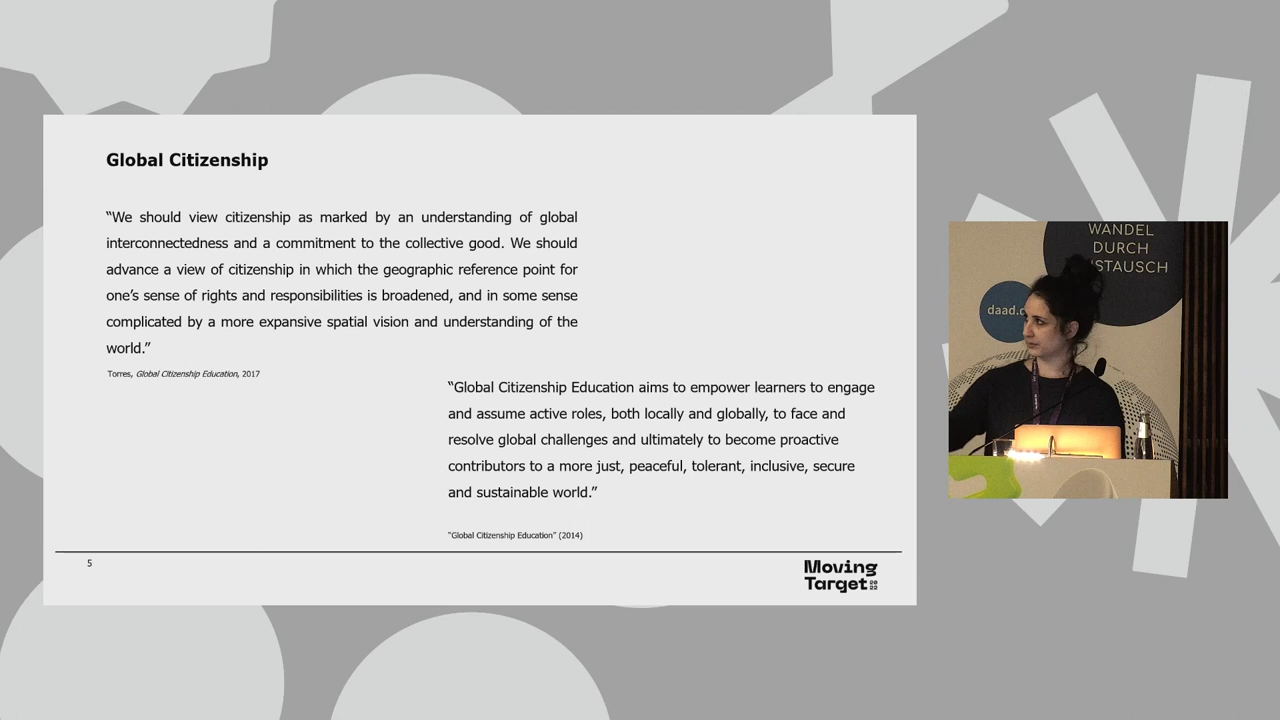 Global Citizenship
“We should view citizenship as marked by an understanding of global
interconnectedness and a commitment to the collective good. We should
advance a view of citizenship in which the geographic reference point for
one’s sense of rights and responsibilities is broadened, and in some sense
complicated by a more expansive spatial vision and understanding of the
world.”
Torres, Global Citizenship Education, 2017
“Global Citizenship Education aims to empower learners to engage
and assume active roles, both locally and globally, to face and
resolve global challenges and ultimately to become proactive
contributors to a more just, peaceful, tolerant, inclusive, secure
and sustainable world.”
“Global Citizenship Education” (2014)
5
Moving
Target 2022
WANDEL
DURCH
STAUSCH
daad.d